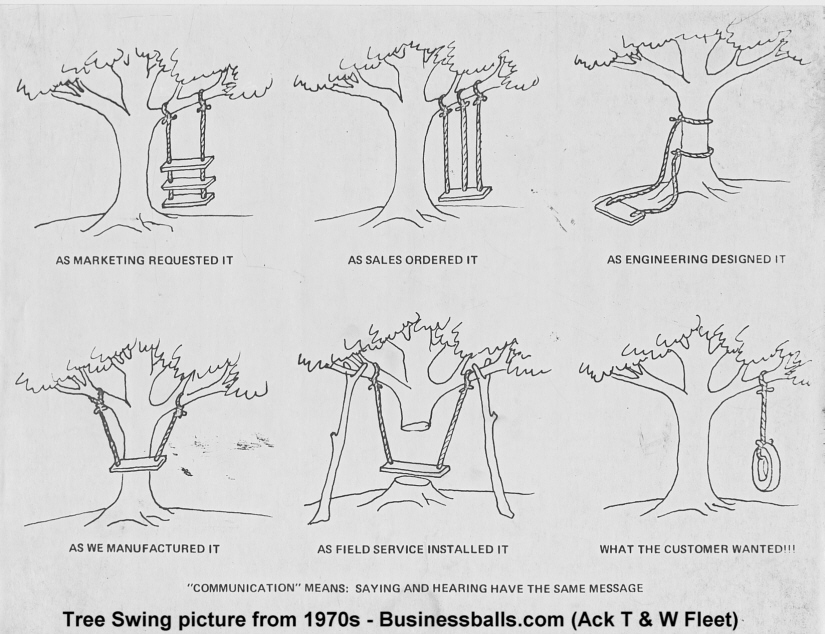 AS MARKETING REQUESTED IT
AS SALES ORDERED IT
AS ENGINEERING DESIGNED IT
AS WE MANUFACTURED IT
AS FIELD SERVICE INSTALLED IT
WHAT THE CUSTOMER WANTED!!!
"COMMUNICATION" MEANS: SAYING AND HEARING HAVE THE SAME MESSAGE
Tree Swing picture from 1970s - Businessballs.com (Ack T & W Fleet)